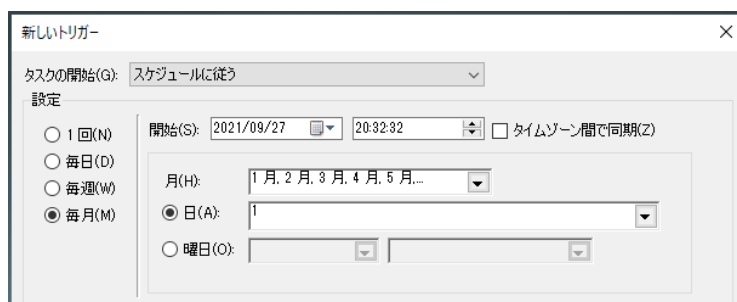 新しいトリガー
タスクの開始(G): スケジュールに従う
設定
1 回(N)
毎日(D)
毎週(W)
毎月(M)
開始(S): 2021/09/27 20:32:32 タイムゾーン間で同期(Z)
月(H): 1 月, 2 月, 3 月, 4 月, 5 月,...
日(A): 1
曜日(O):